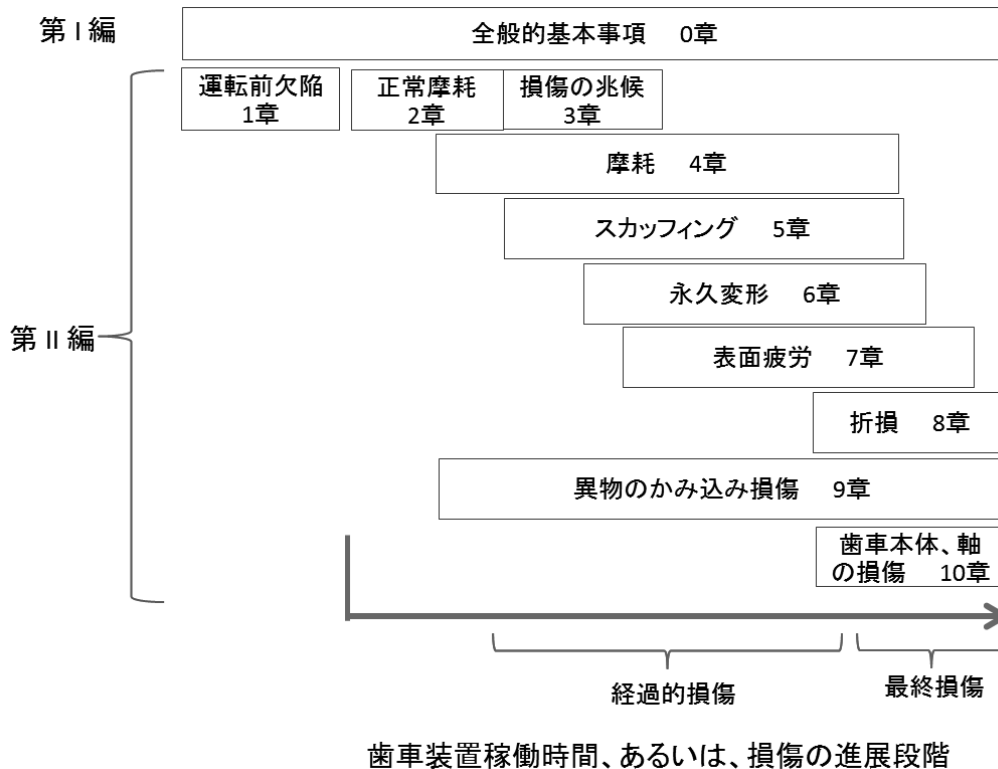 第 I 編
全般的基本事項 0章
運転前欠陥
1章
正常摩耗
2章
損傷の兆候
3章
摩耗 4章
スカッフィング 5章
永久変形 6章
第 II 編
表面疲労 7章
折損 8章
異物のかみ込み損傷 9章
歯車本体、軸
の損傷 10章
経過的損傷
最終損傷
歯車装置稼働時間、あるいは、損傷の進展段階